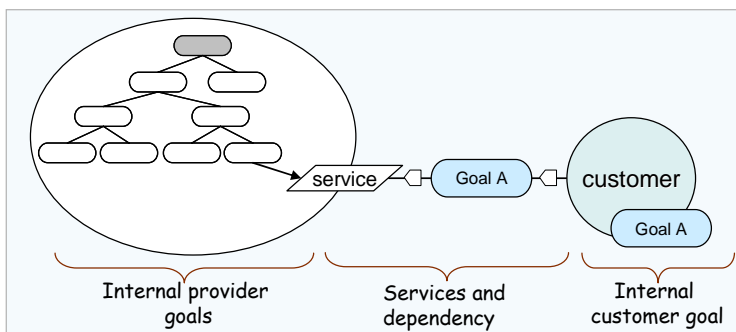 service
Goal A
customer
Goal A
Internal provider
goals
Services and
dependency
Internal
customer goal